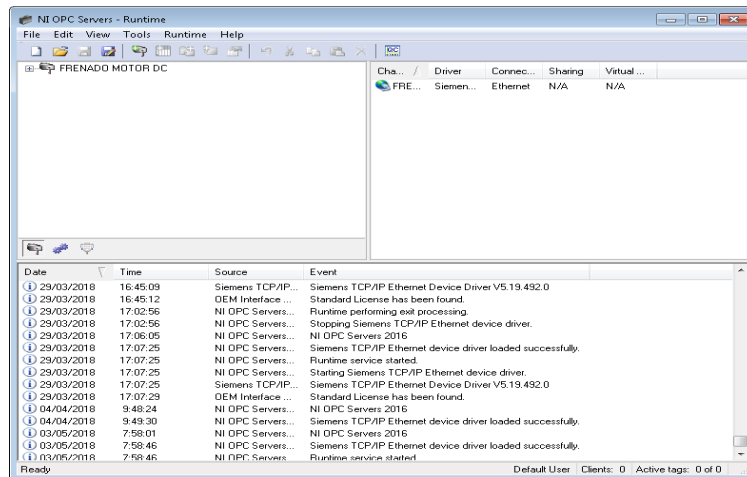 NI OPC Servers - Runtime
File Edit View Tools Runtime Help
FRENADO MOTOR DC
Cha... Driver Connec... Sharing Virtual ...
FRE... Siemen... Ethernet N/A N/A
Date Time Source Event
29/03/2018 16:45:09 Siemens TCP/IP... Siemens TCP/IP Ethernet Device Driver V5.19.492.0
29/03/2018 16:45:12 OEM Interface ... Standard License has been found.
29/03/2018 17:02:56 NI OPC Servers... Runtime performing exit processing.
29/03/2018 17:02:56 NI OPC Servers... Stopping Siemens TCP/IP Ethernet device driver.
29/03/2018 17:06:05 NI OPC Servers... NI OPC Servers 2016
29/03/2018 17:07:25 NI OPC Servers... Siemens TCP/IP Ethernet device driver loaded successfully.
29/03/2018 17:07:25 NI OPC Servers... Runtime service started.
29/03/2018 17:07:25 NI OPC Servers... Starting Siemens TCP/IP Ethernet device driver.
29/03/2018 17:07:25 Siemens TCP/IP... Siemens TCP/IP Ethernet Device Driver V5.19.492.0
29/03/2018 17:07:29 OEM Interface ... Standard License has been found.
04/04/2018 9:48:24 NI OPC Servers... NI OPC Servers 2016
04/04/2018 9:49:30 NI OPC Servers... Siemens TCP/IP Ethernet device driver loaded successfully.
03/05/2018 7:58:01 NI OPC Servers... NI OPC Servers 2016
03/05/2018 7:58:46 NI OPC Servers... Siemens TCP/IP Ethernet device driver loaded successfully.
03/05/2018 7:58:46 NI OPC Servers... Runtime service started.
Ready Default User Clients: 0 Active tags: 0 of 0